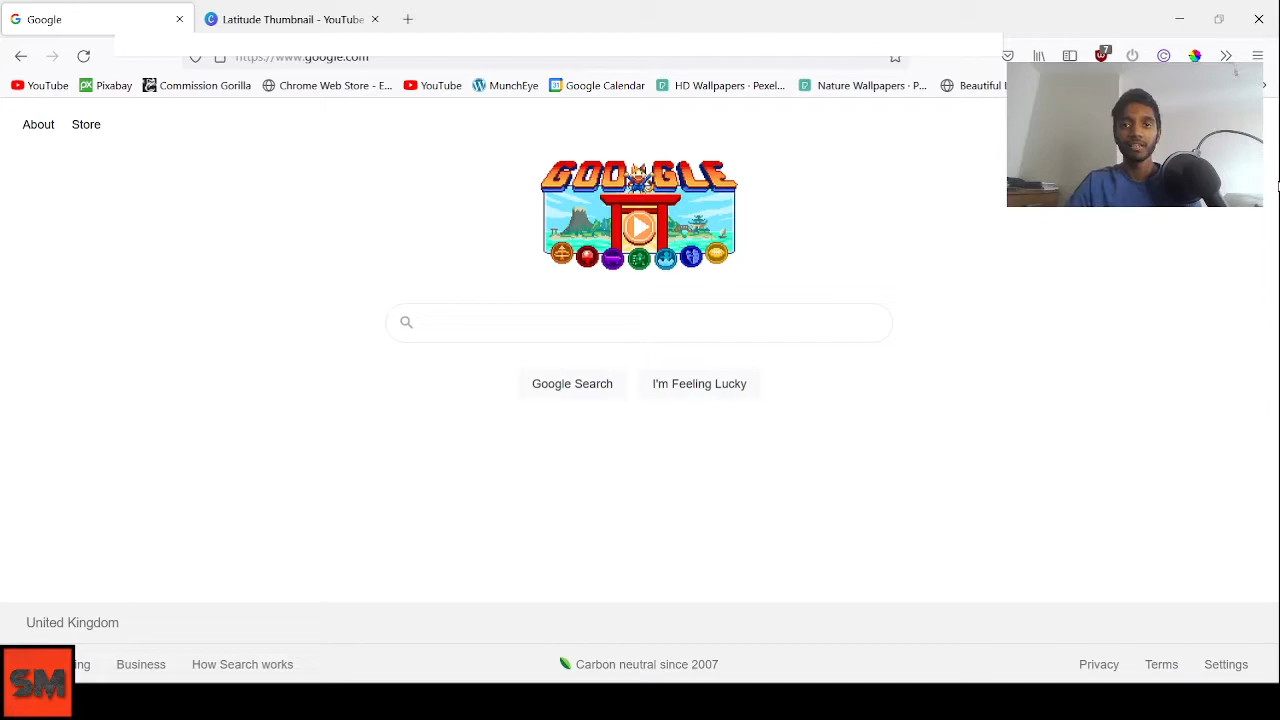 Google
Latitude Thumbnail - YouTube
https://www.google.com
7
YouTube
Pixabay
Commission Gorilla
Chrome Web Store - E...
YouTube
MunchEye
Google Calendar
HD Wallpapers · Pexel...
Nature Wallpapers · P...
Beautiful
About
Store
GOOGLE
Google Search
I'm Feeling Lucky
United Kingdom
ing
Business
How Search works
Carbon neutral since 2007
Privacy
Terms
Settings
SM